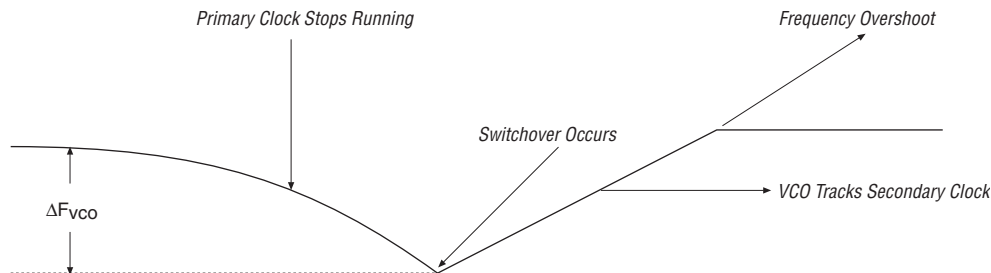 Primary Clock Stops Running
Frequency Overshoot
Switchover Occurs
VCO Tracks Secondary Clock
ΔFVCO